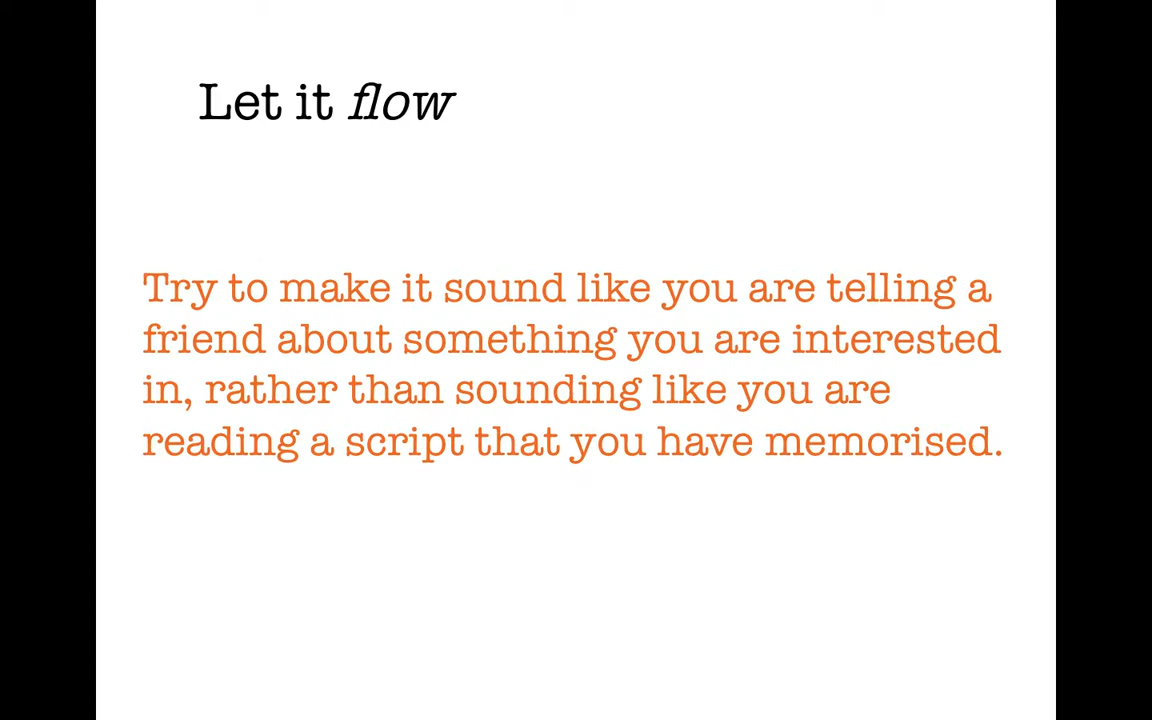 Let it flow
Try to make it sound like you are telling a
friend about something you are interested
in, rather than sounding like you are
reading a script that you have memorised.